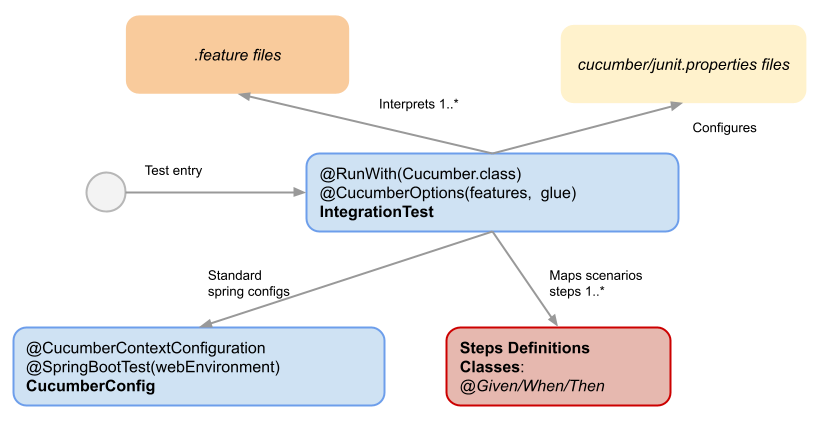 .feature files
cucumber/junit.properties files
Interprets 1..*
Configures
Test entry
@RunWith(Cucumber.class)
@CucumberOptions(features,  glue)
IntegrationTest
Standard
spring configs
Maps scenarios
steps 1..*
@CucumberContextConfiguration
@SpringBootTest(webEnvironment)
CucumberConfig
Steps Definitions
Classes:
@Given/When/Then